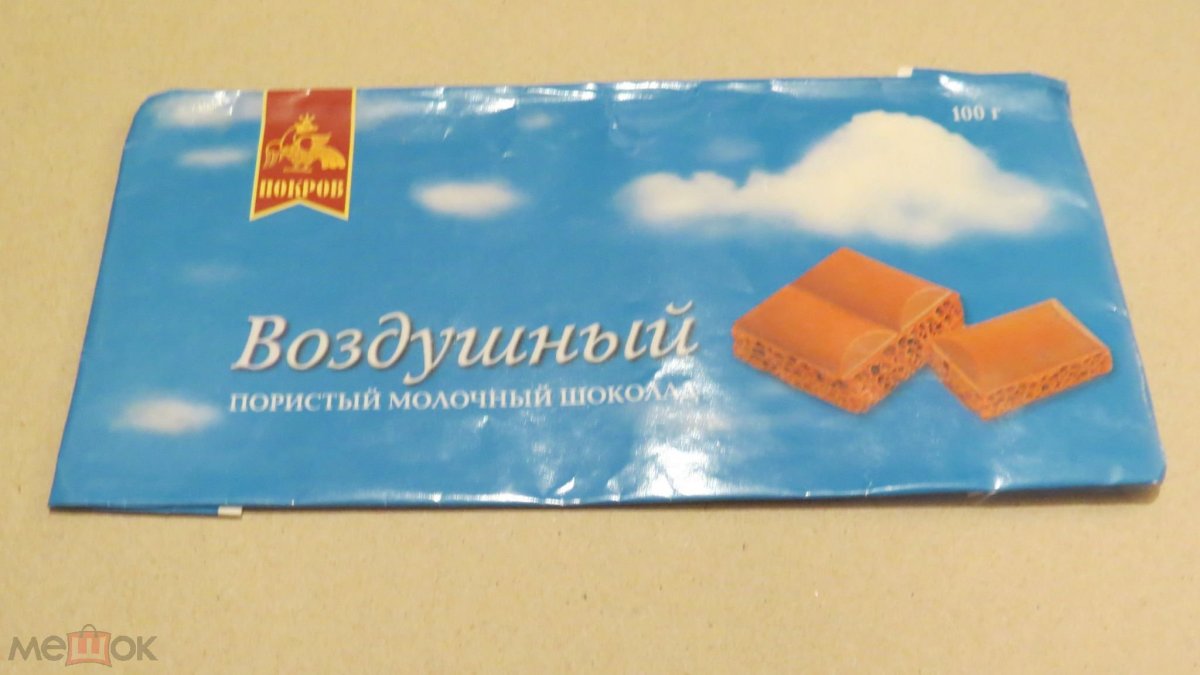 100 г
ПОКРОВ
Воздушный
ПОРИСТЫЙ МОЛОЧНЫЙ ШОКОЛАД
мешок